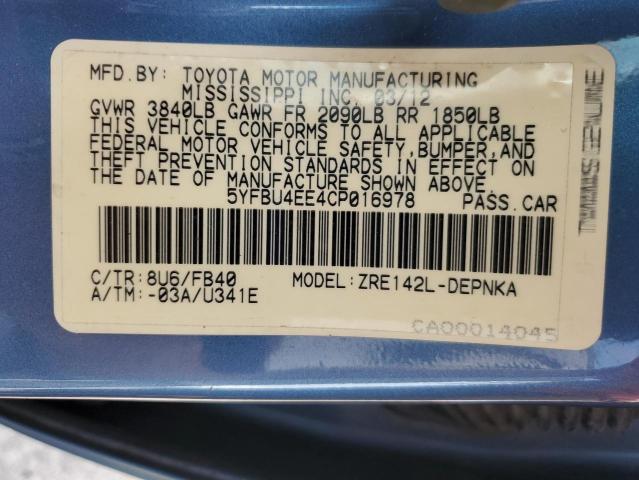 MFD.BY: TOYOTA MOTOR MANUFACTURING
MISSISSIPPI INC 03/12
GVWR 3840LB GAWR FR 2090LB RR 1850LB
THIS VEHICLE CONFORMS TO ALL APPLICABLE
FEDERAL MOTOR VEHICLE SAFETY,BUMPER,AND
THEFT PREVENTION STANDARDS IN EFFECT ON
THE DATE OF MANUFACTURE SHOWN ABOVE.
5YFBU4EE4CP016978 PASS.CAR
C/TR:8U6/FB40 MODEL:ZRE142L-DEPNKA
A/TM:-03A/U341E
CA00014045